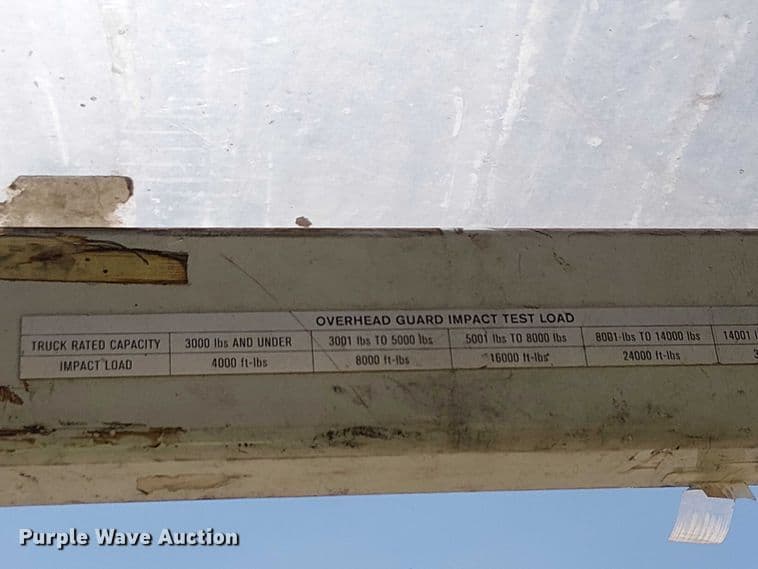 OVERHEAD GUARD IMPACT TEST LOAD
TRUCK RATED CAPACITY 3000 lbs AND UNDER 3001 lbs TO 5000 lbs 5001 lbs TO 8000 lbs 8001 lbs TO 14000 lbs 14001
IMPACT LOAD 4000 ft-lbs 8000 ft-lbs 16000 ft-lbs 24000 ft-lbs
Purple Wave Auction